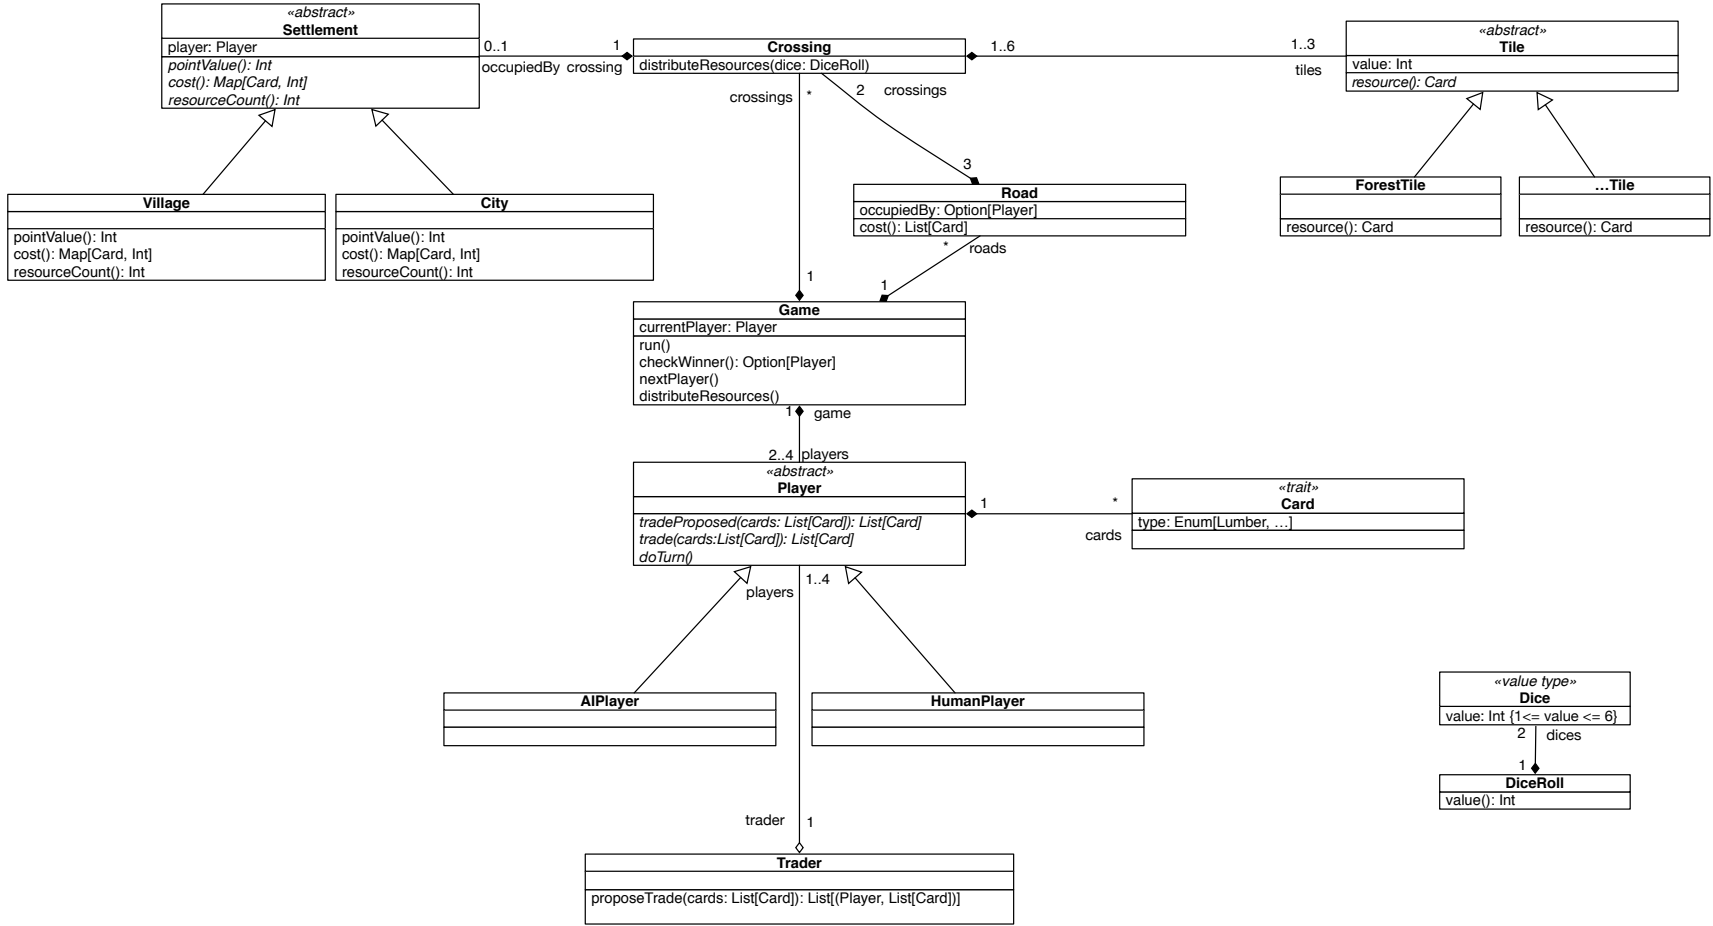 «abstract»
Settlement
player: Player
pointValue(): Int
cost(): Map[Card, Int]
resourceCount(): Int
0..1
1
occupiedBy
crossing
Crossing
distributeResources(dice: DiceRoll)
1..6
1..3
tiles
«abstract»
Tile
value: Int
resource(): Card
crossings
*
2
crossings
3
Village
pointValue(): Int
cost(): Map[Card, Int]
resourceCount(): Int
City
pointValue(): Int
cost(): Map[Card, Int]
resourceCount(): Int
Road
occupiedBy: Option[Player]
cost(): List[Card]
*
roads
ForestTile
resource(): Card
...Tile
resource(): Card
1
1
Game
currentPlayer: Player
run()
checkWinner(): Option[Player]
nextPlayer()
distributeResources()
1
game
2..4
players
«abstract»
Player
tradeProposed(cards: List[Card]): List[Card]
trade(cards:List[Card]): List[Card]
doTurn()
1
*
cards
«trait»
Card
type: Enum[Lumber, ...]
1..4
players
AIPlayer
HumanPlayer
«value type»
Dice
value: Int {1<= value <= 6}
2
dices
1
DiceRoll
value(): Int
trader
1
Trader
proposeTrade(cards: List[Card]): List[(Player, List[Card])]